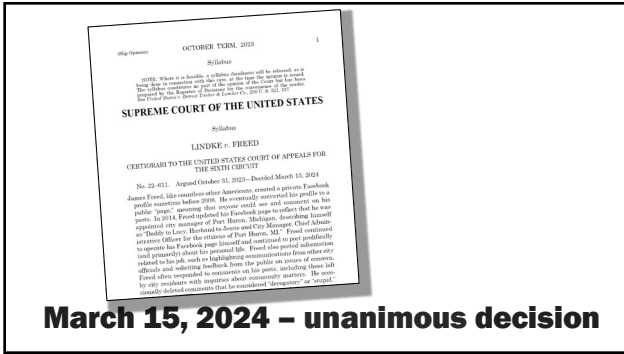 (Slip Opinion)
OCTOBER TERM, 2023
1
Syllabus
NOTE: Where it is feasible, a syllabus (headnote) will be released, as is
being done in connection with this case, at the time the opinion is issued.
The syllabus constitutes no part of the opinion of the Court but has been
prepared by the Reporter of Decisions for the convenience of the reader.
See United States v. Detroit Timber & Lumber Co., 200 U. S. 321, 337.
SUPREME COURT OF THE UNITED STATES
Syllabus
LINDKE v. FREED
CERTIORARI TO THE UNITED STATES COURT OF APPEALS FOR
THE SIXTH CIRCUIT
No. 22–611. Argued October 31, 2023—Decided March 15, 2024
James Freed, like countless other Americans, created a private Facebook
profile sometime before 2008. He eventually converted his profile to a
public “page,” meaning that anyone could see and comment on his
posts. In 2014, Freed updated his Facebook page to reflect that he was
appointed city manager of Port Huron, Michigan, describing himself
as “Daddy to Lucy, Husband to Jessie and City Manager, Chief Admin-
istrative Officer for the citizens of Port Huron, MI.” Freed continued
to operate his Facebook page himself and continued to post prolifically
(and primarily) about his personal life. Freed also posted information
related to his job, such as highlighting communications from other city
officials and soliciting feedback from the public on issues of concern.
Freed often responded to comments on his posts, including those left
by city residents with inquiries about community matters. He occa-
sionally deleted comments that he considered “derogatory” or “stupid.”
March 15, 2024 – unanimous decision